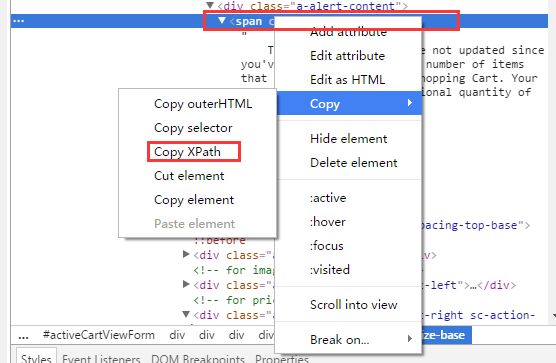 <div class="a-alert-content">
<span c
"
Add attribute
T
e not updated since
Edit attribute
you've
number of items
Edit as HTML
that
hopping Cart. Your
Copy
ional quantity of
Copy outerHTML
Copy selector
Copy XPath
Cut element
Copy element
Paste element
Hide element
Delete element
:active
:hover
:focus
:visited
Scroll into view
Break on...
pacing-top-base">
::before
<div class="a
<!-- for imag
<div class="a
c-left">…</div>
<!-- for pric
<div class="a
c-right sc-action-
... #activeCartViewForm div div div
ize-base
Styles Event Listeners DOM Breakpoints Properties